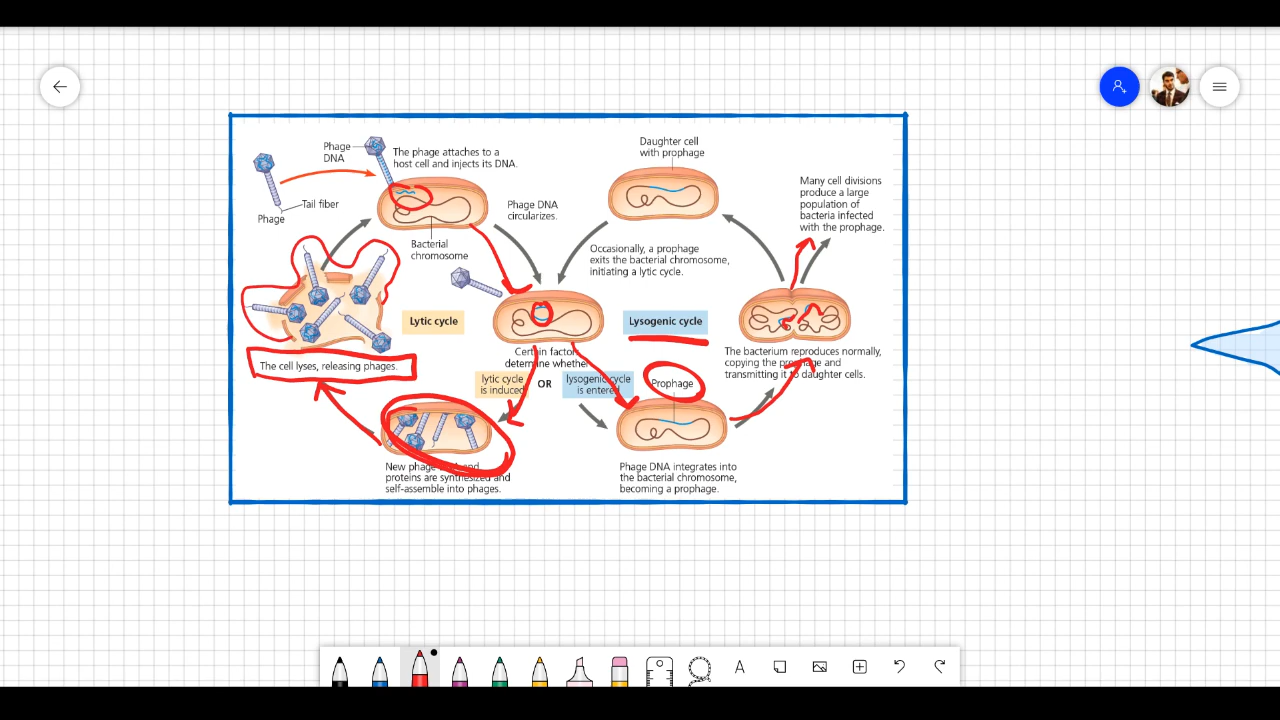 Phage
DNA
The phage attaches to a
host cell and injects its DNA.
Tail fiber
Phage
Bacterial
chromosome
Phage DNA
circularizes.
Daughter cell
with prophage
Many cell divisions
produce a large
population of
bacteria infected
with the prophage.
Occasionally, a prophage
exits the bacterial chromosome,
initiating a lytic cycle.
Lytic cycle
Lysogenic cycle
The cell lyses, releasing phages.
Certain factors
determine whether
lytic cycle
is induced
OR
lysogenic cycle
is entered
Prophage
The bacterium reproduces normally,
copying the prophage and
transmitting it to daughter cells.
New phage DNA and
proteins are synthesized and
self-assemble into phages.
Phage DNA integrates into
the bacterial chromosome,
becoming a prophage.
A